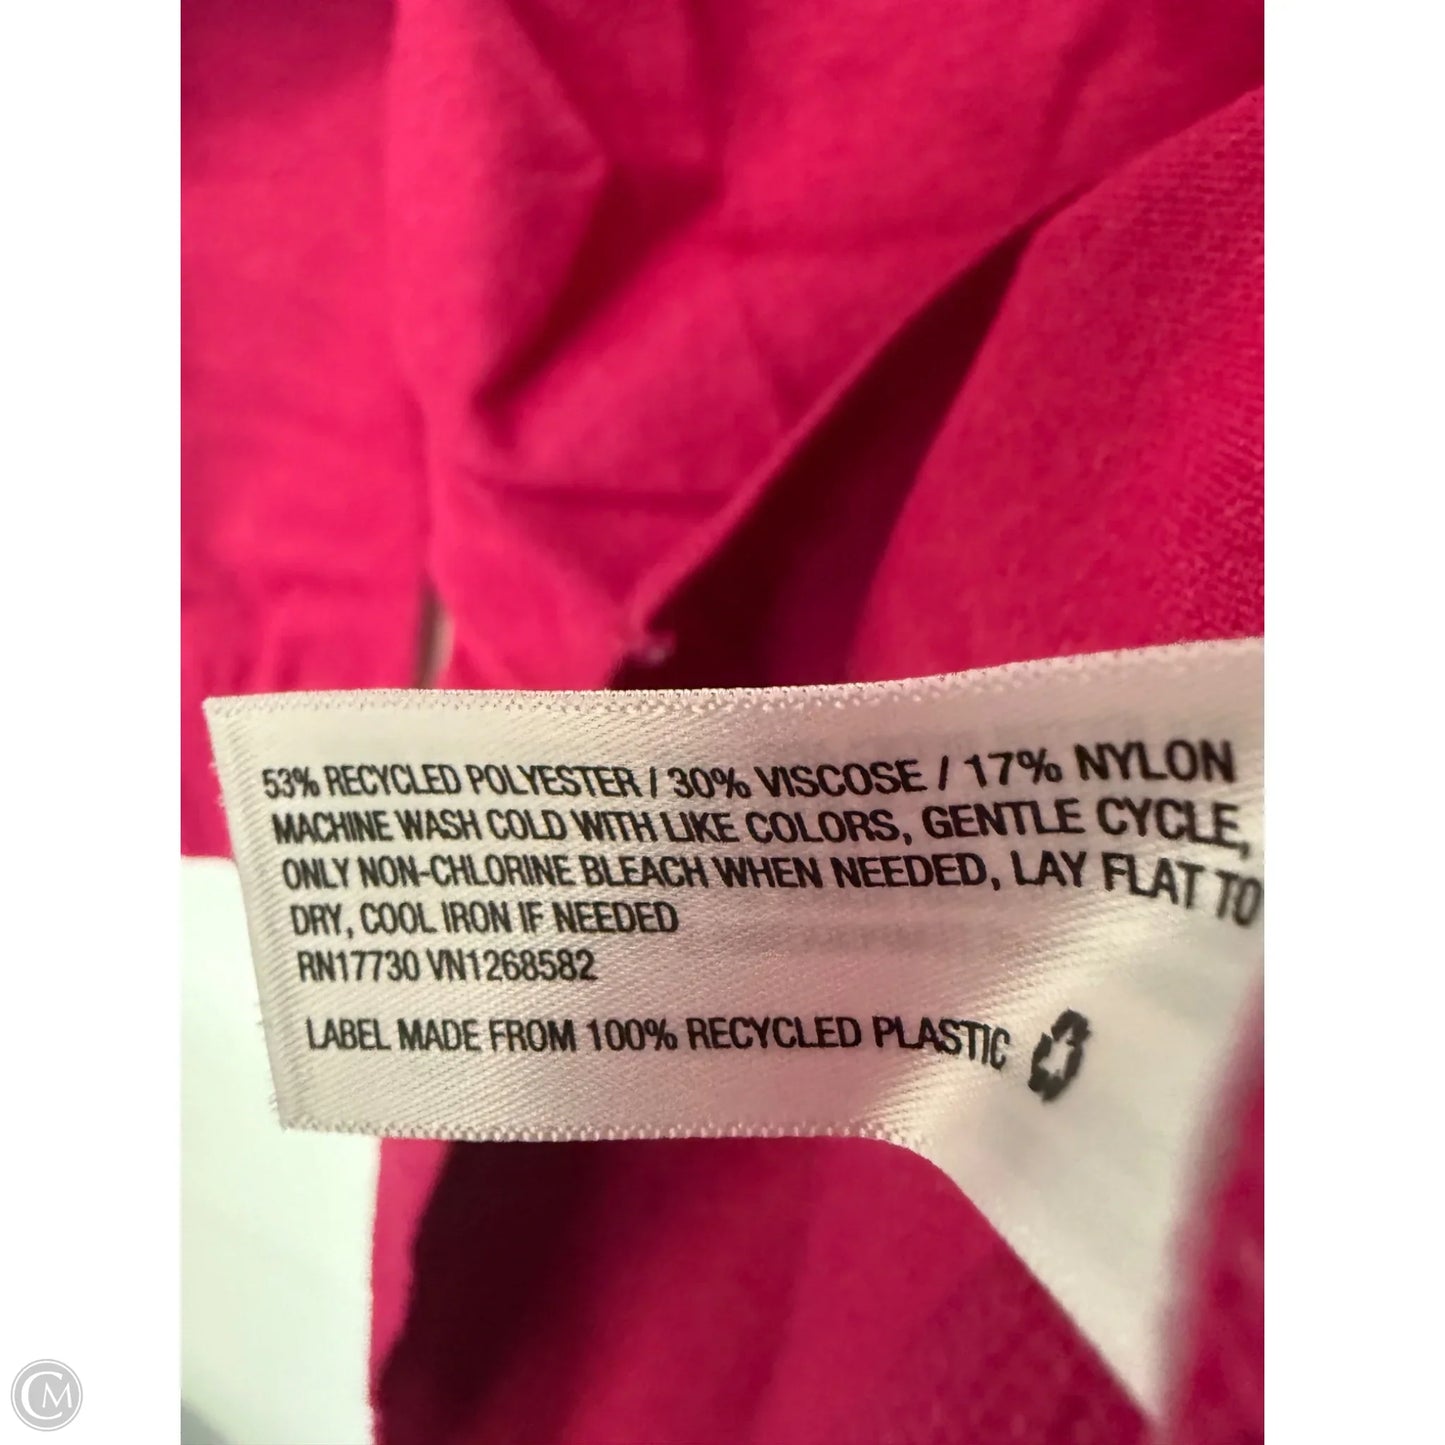 53% RECYCLED POLYESTER / 30% VISCOSE / 17% NYLON
MACHINE WASH COLD WITH LIKE COLORS, GENTLE CYCLE,
ONLY NON-CHLORINE BLEACH WHEN NEEDED, LAY FLAT TO
DRY, COOL IRON IF NEEDED
RN17730 VN1268582
LABEL MADE FROM 100% RECYCLED PLASTIC
CM